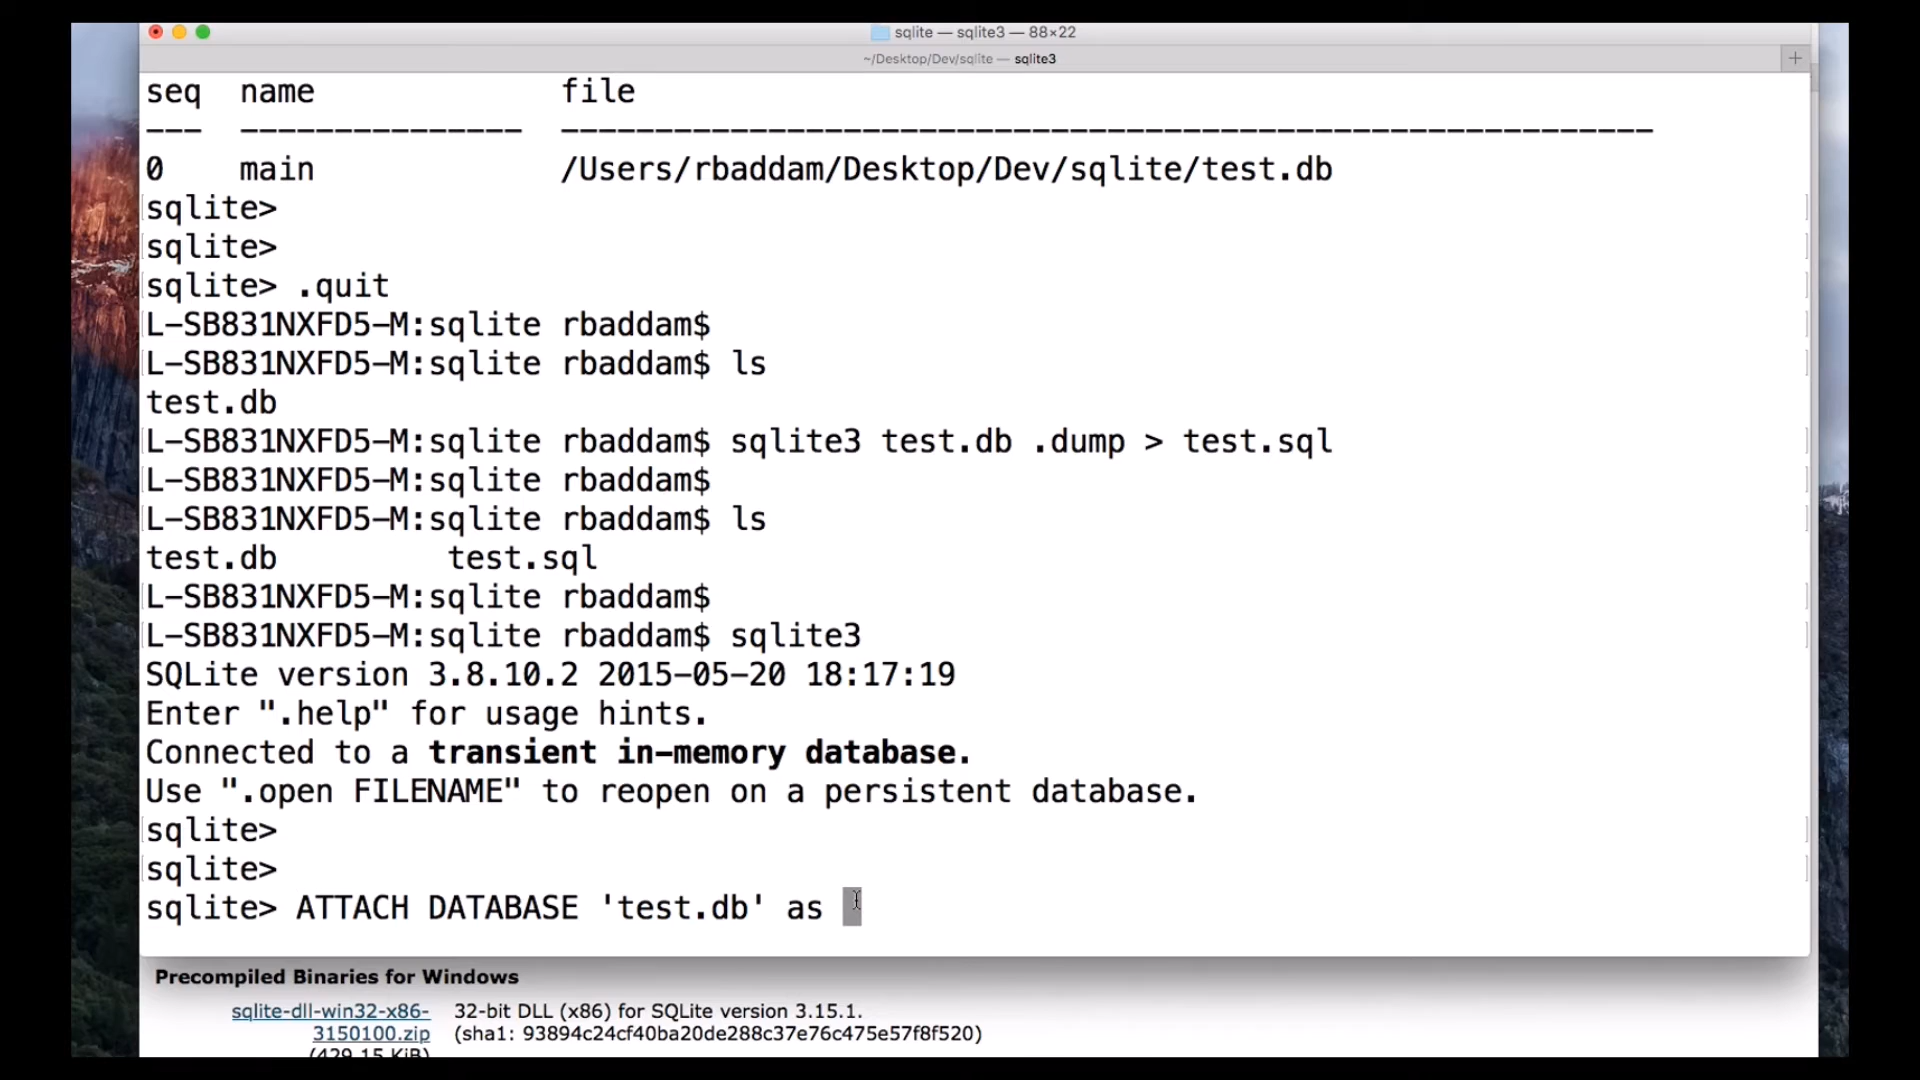 sqlite — sqlite3 — 88×22
~/Desktop/Dev/sqlite — sqlite3
seq name file
--- --------------- ----------------------------------------------------------
0 main /Users/rbaddam/Desktop/Dev/sqlite/test.db
sqlite>
sqlite>
sqlite> .quit
L-SB831NXFD5-M:sqlite rbaddam$
L-SB831NXFD5-M:sqlite rbaddam$ ls
test.db
L-SB831NXFD5-M:sqlite rbaddam$ sqlite3 test.db .dump > test.sql
L-SB831NXFD5-M:sqlite rbaddam$
L-SB831NXFD5-M:sqlite rbaddam$ ls
test.db test.sql
L-SB831NXFD5-M:sqlite rbaddam$
L-SB831NXFD5-M:sqlite rbaddam$ sqlite3
SQLite version 3.8.10.2 2015-05-20 18:17:19
Enter ".help" for usage hints.
Connected to a transient in-memory database.
Use ".open FILENAME" to reopen on a persistent database.
sqlite>
sqlite>
sqlite> ATTACH DATABASE 'test.db' as
Precompiled Binaries for Windows
sqlite-dll-win32-x86- 32-bit DLL (x86) for SQLite version 3.15.1.
3150100.zip (sha1: 93894c24cf40ba20de288c37e76c475e57f8f520)
(429.15 KiB)